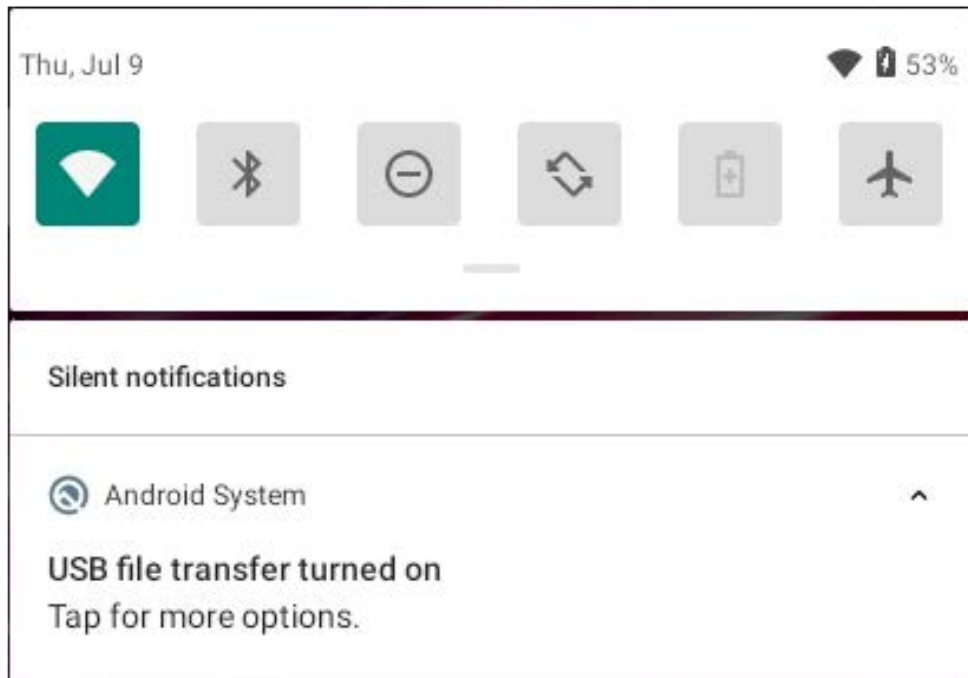 Thu, Jul 9 53%
Silent notifications
Android System
USB file transfer turned on
Tap for more options.